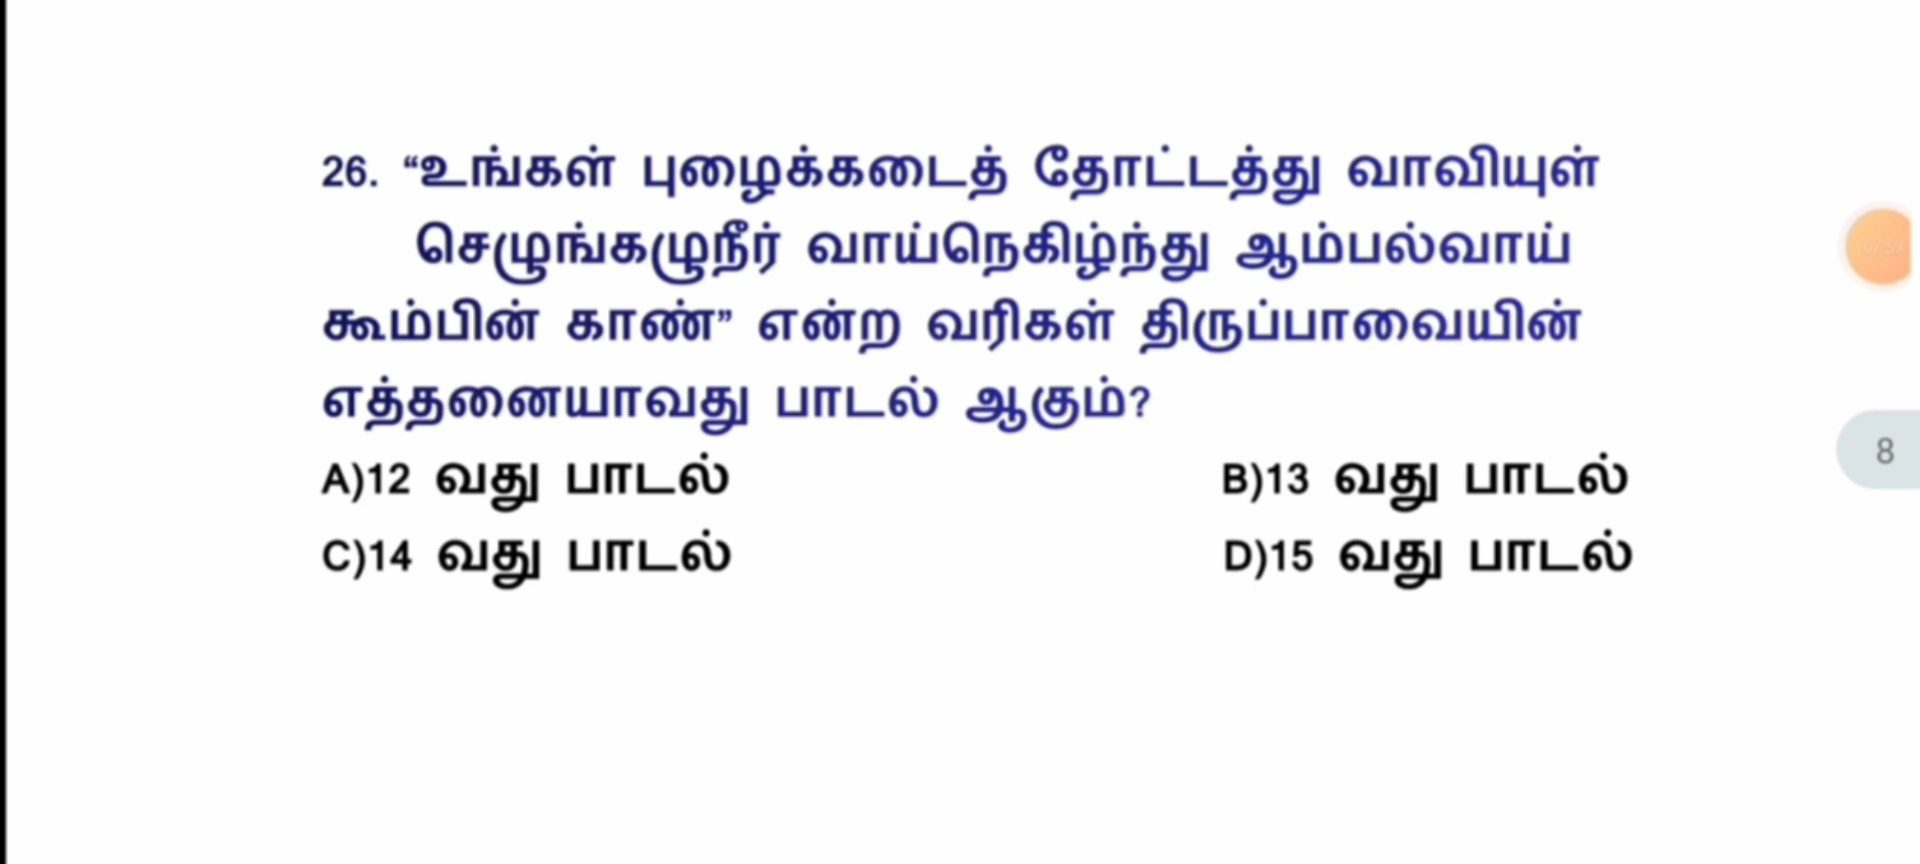 26. “உங்கள் புழைக்கடைத் தோட்டத்து வாவியுள்
செழுங்கழுநீர் வாய்நெகிழ்ந்து ஆம்பல்வாய்
கூம்பின் காண்” என்ற வரிகள் திருப்பாவையின்
எத்தனையாவது பாடல் ஆகும்?
A)12 வது பாடல் B)13 வது பாடல்
C)14 வது பாடல் D)15 வது பாடல்
8